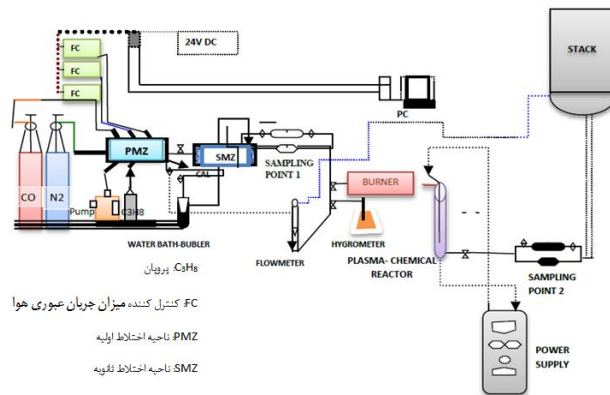 FC
24V DC
FC
FC
STACK
PC
PMZ
SMZ
SAMPLING
POINT 1
CAL
BURNER
CO
N2
Pump
C3H8
WATER BATH-BUBLER
HYGROMETER
FLOWMETER
PLASMA- CHEMICAL
REACTOR
SAMPLING
POINT 2
POWER
SUPPLY
C3H8: پروپان
FC: کنترل کننده میزان جریان عبوری هوا
PMZ: ناحیه اختلاط اولیه
SMZ: ناحیه اختلاط ثانویه